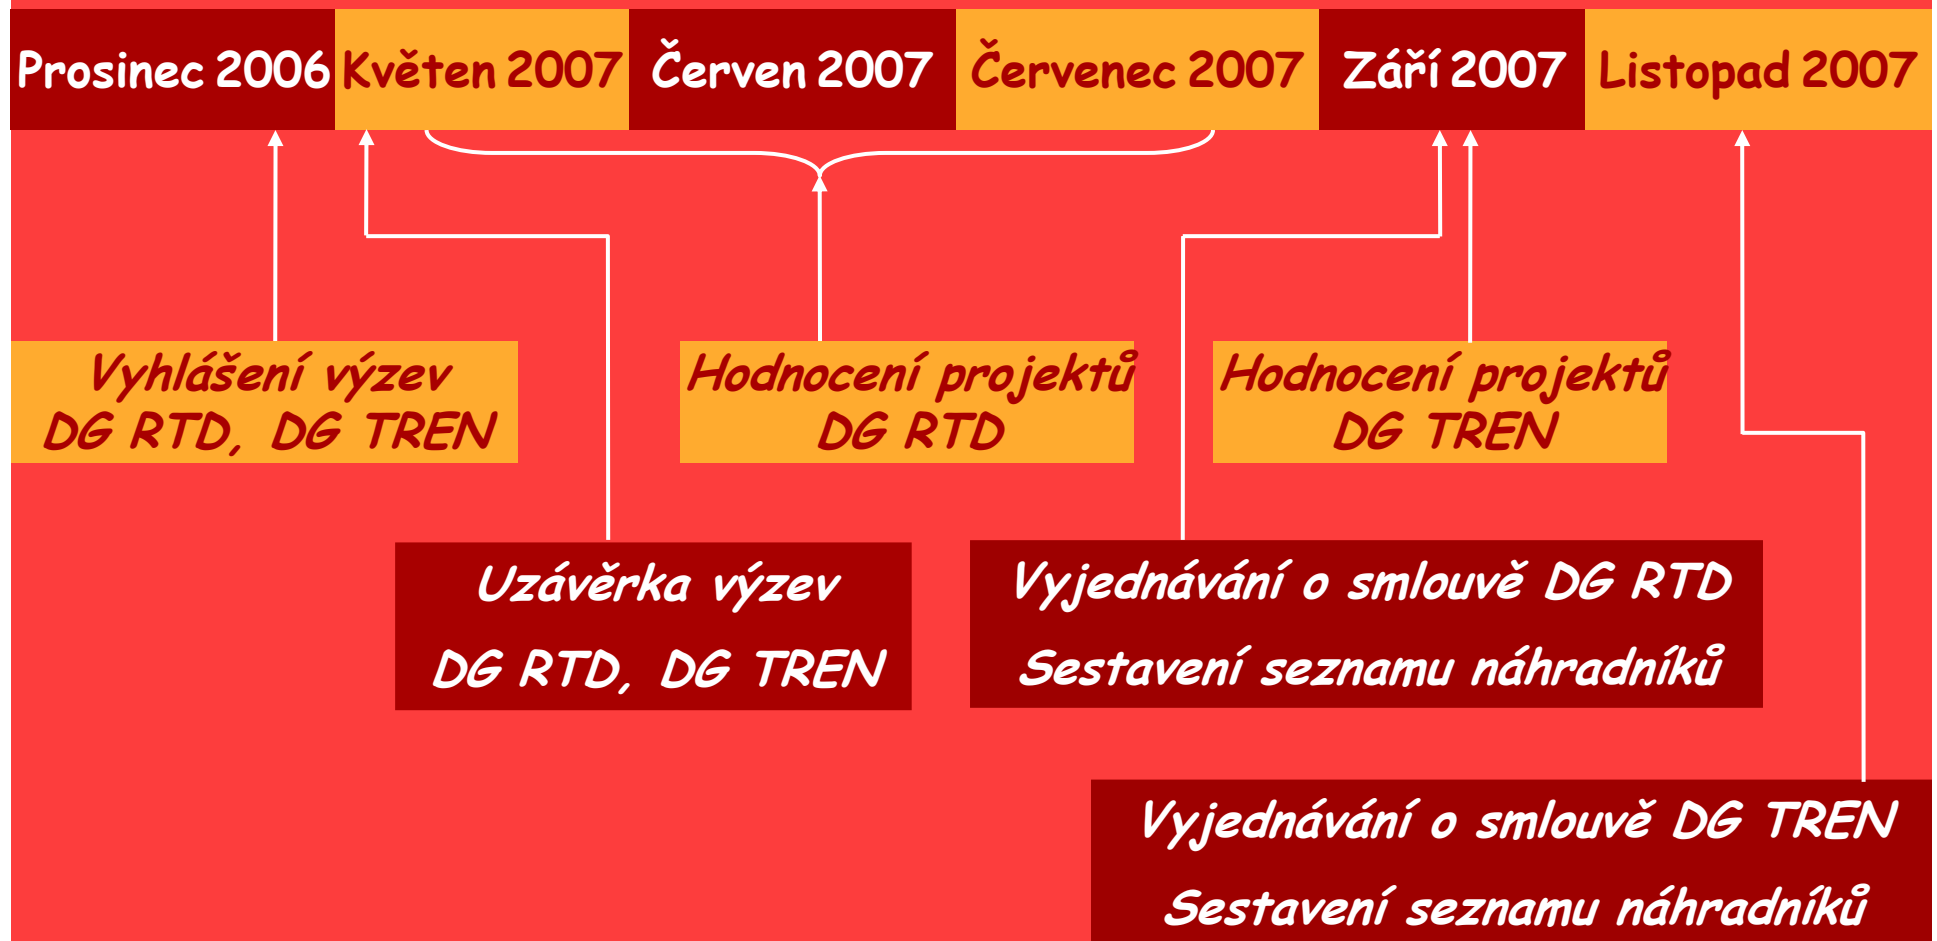 Prosinec 2006 Květen 2007 Červen 2007 Červenec 2007 Září 2007 Listopad 2007
Vyhlášení výzev
DG RTD, DG TREN
Hodnocení projektů
DG RTD
Hodnocení projektů
DG TREN
Uzávěrka výzev
DG RTD, DG TREN
Vyjednávání o smlouvě DG RTD
Sestavení seznamu náhradníků
Vyjednávání o smlouvě DG TREN
Sestavení seznamu náhradníků